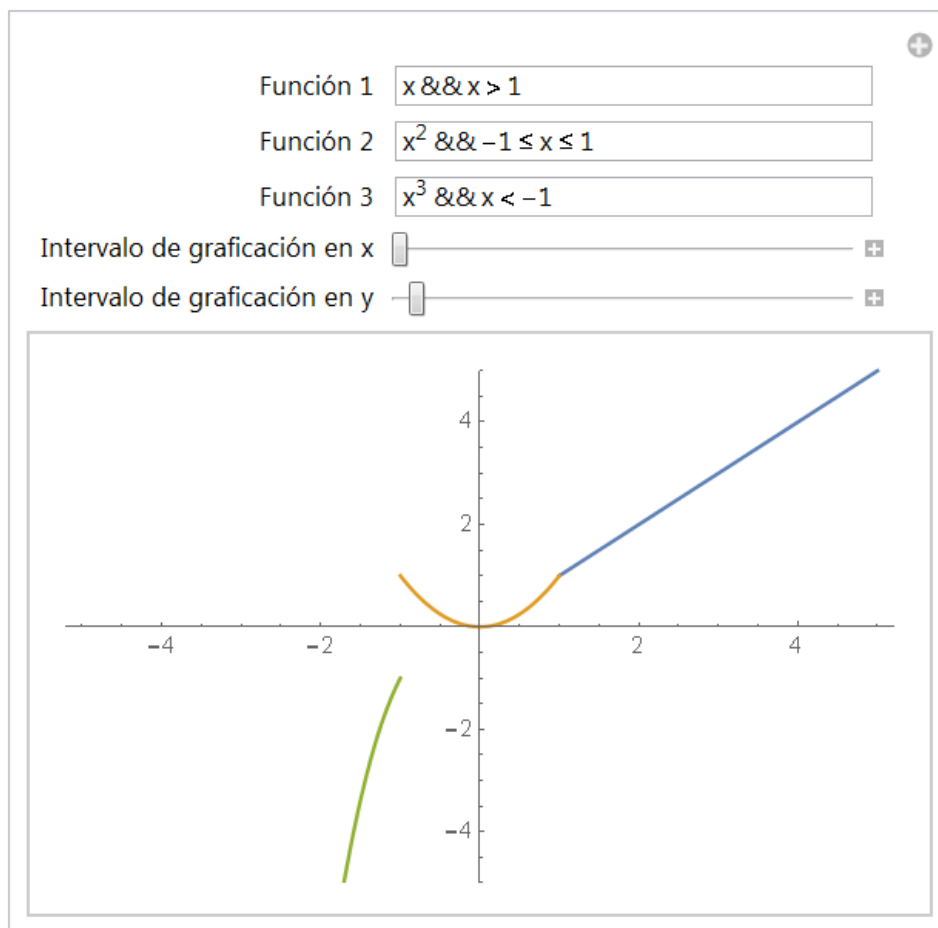 Función 1 x && x > 1
Función 2 x² && −1 ≤ x ≤ 1
Función 3 x³ && x < −1
Intervalo de graficación en x
Intervalo de graficación en y
4
2
−4 −2 2 4
−2
−4